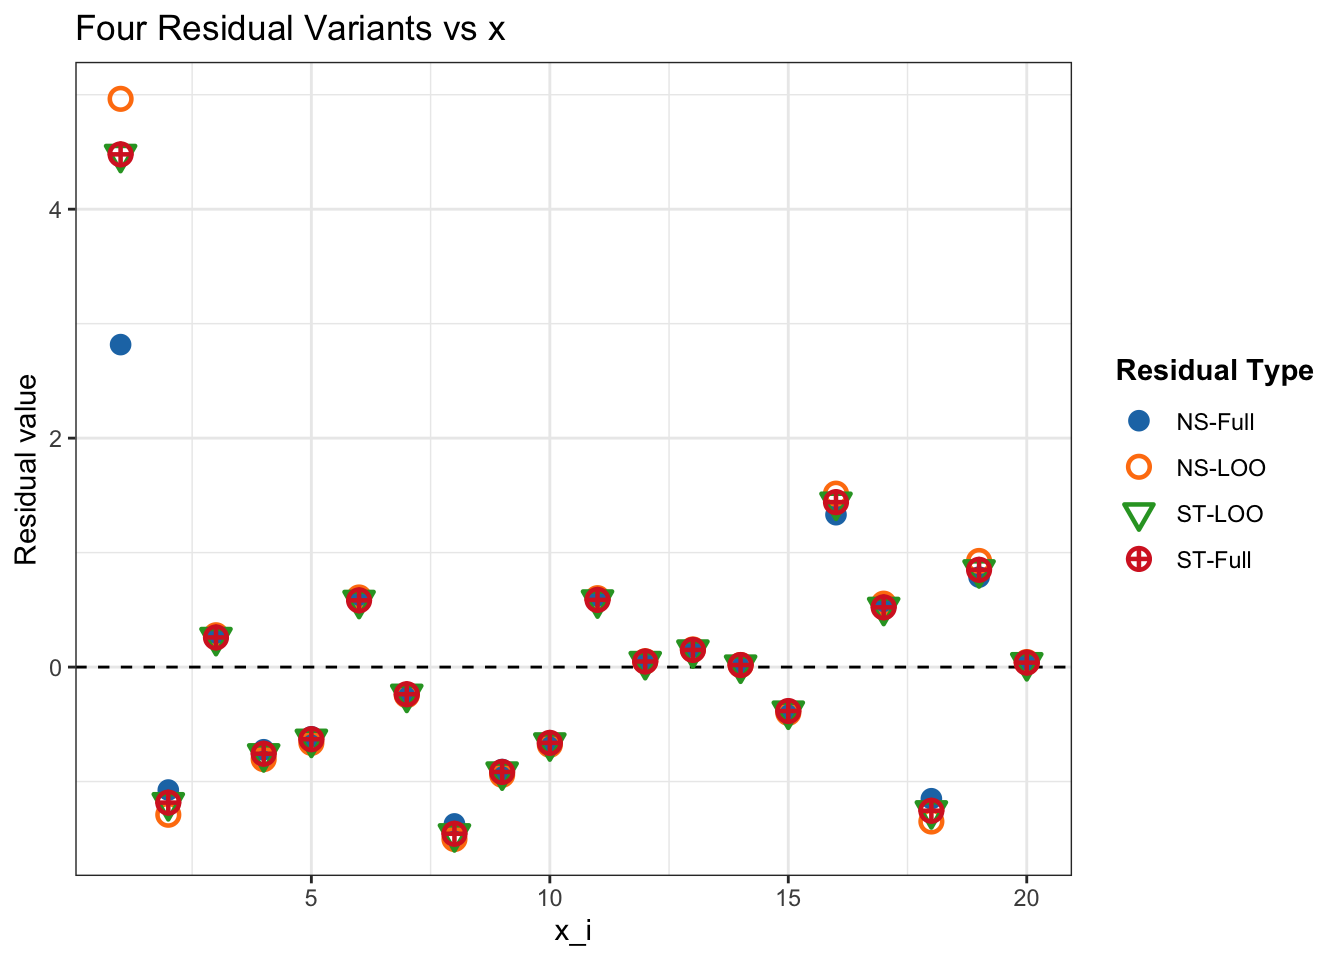 Four Residual Variants vs x
Residual value
4
2
0
5
10
15
20
x_i
Residual Type
NS-Full
NS-LOO
ST-LOO
ST-Full